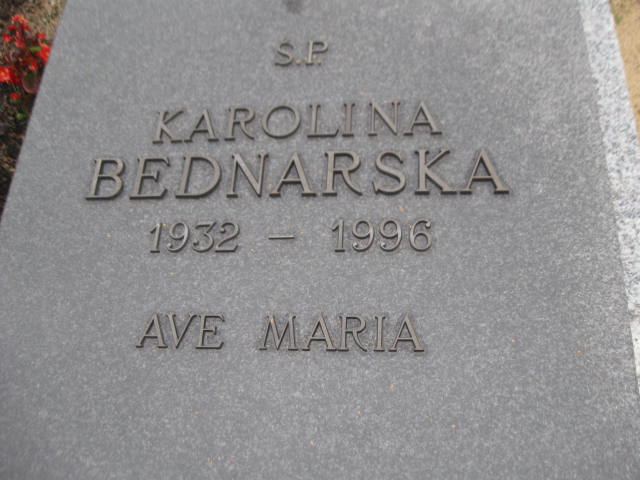 Ś.P.
KAROLINA
BEDNARSKA
1932 – 1996
AVE MARIA